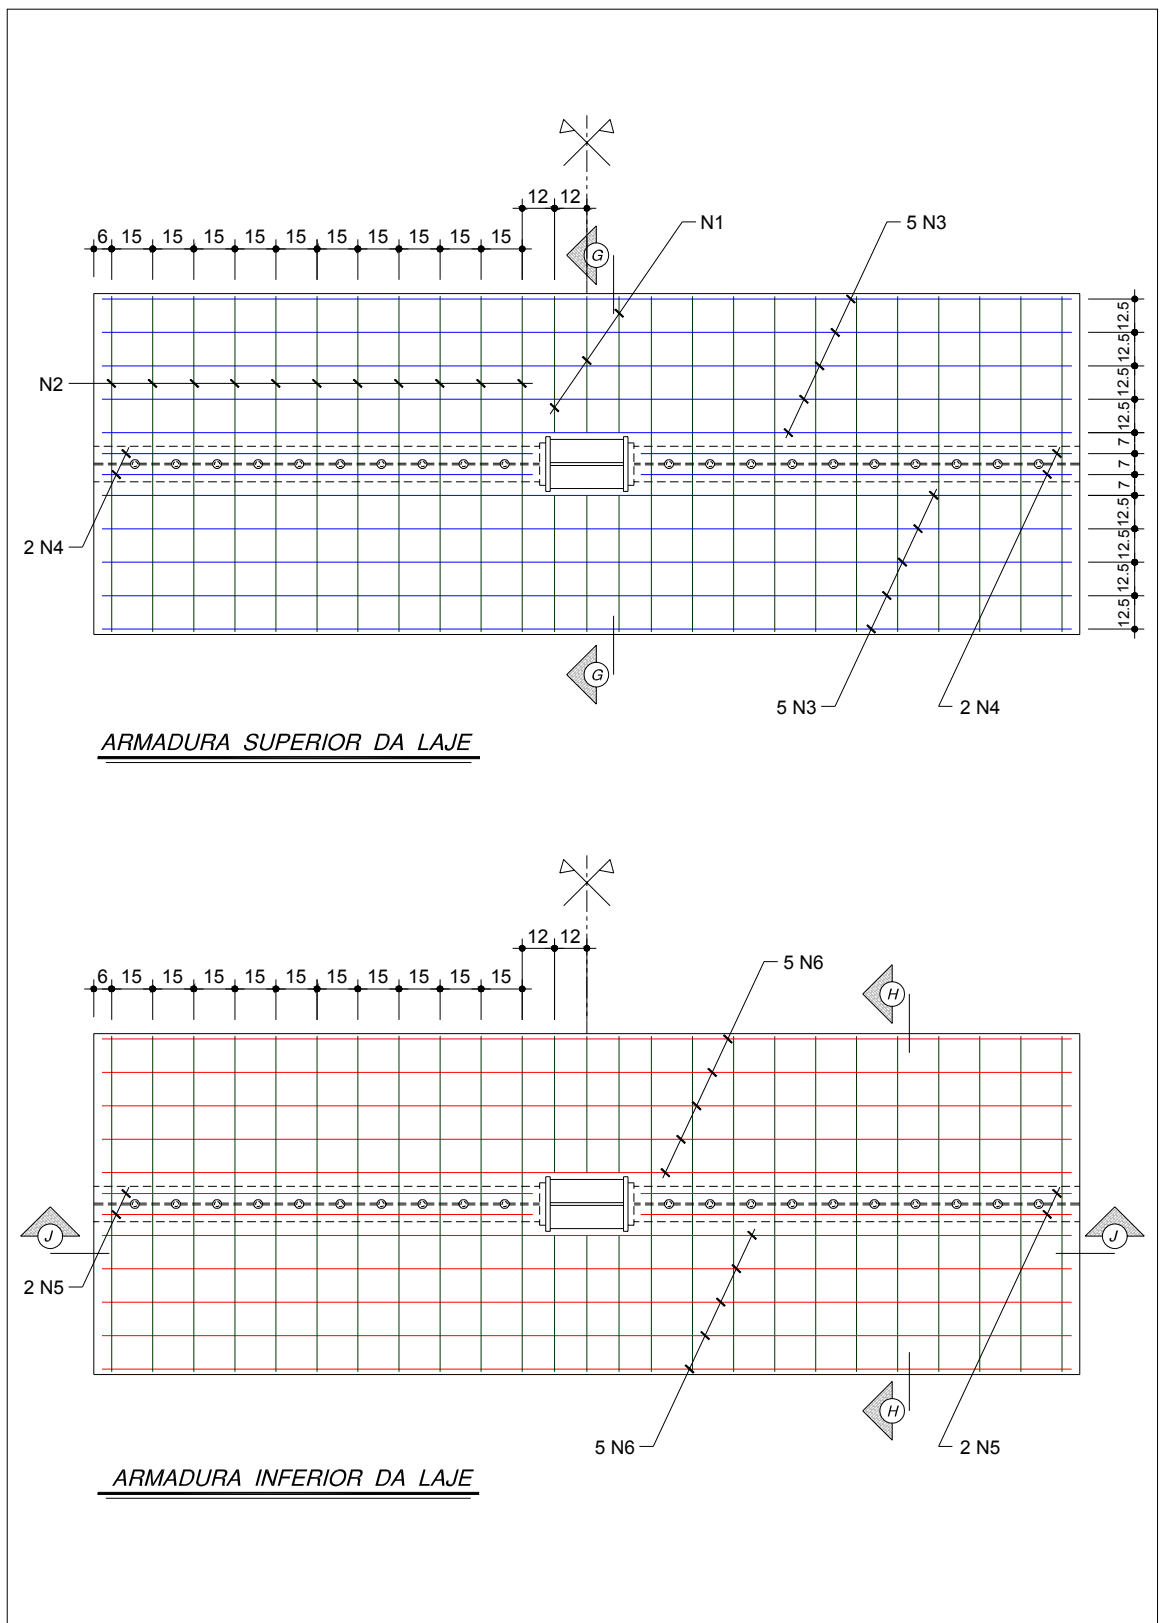 12 12
6 15 15 15 15 15 15 15 15 15 15
N1
5 N3
G
N2
2 N4
12.5
12.5
12.5
12.5
7
7
7
12.5
12.5
12.5
12.5
G
5 N3
2 N4
ARMADURA SUPERIOR DA LAJE
12 12
6 15 15 15 15 15 15 15 15 15 15
5 N6
H
J
J
2 N5
H
5 N6
2 N5
ARMADURA INFERIOR DA LAJE